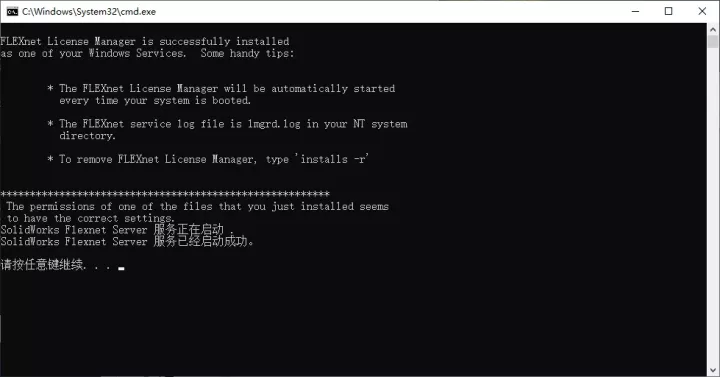 C:\Windows\System32\cmd.exe
FLEXnet License Manager is successfully installed
as one of your Windows Services.  Some handy tips:
* The FLEXnet License Manager will be automatically started
every time your system is booted.
* The FLEXnet service log file is lmgrd.log in your NT system
directory.
* To remove FLEXnet License Manager, type 'installs -r'
********************************************************
The permissions of one of the files that you just installed seems
to have the correct settings.
SolidWorks Flexnet Server 服务正在启动 .
SolidWorks Flexnet Server 服务已经启动成功。
请按任意键继续. . .